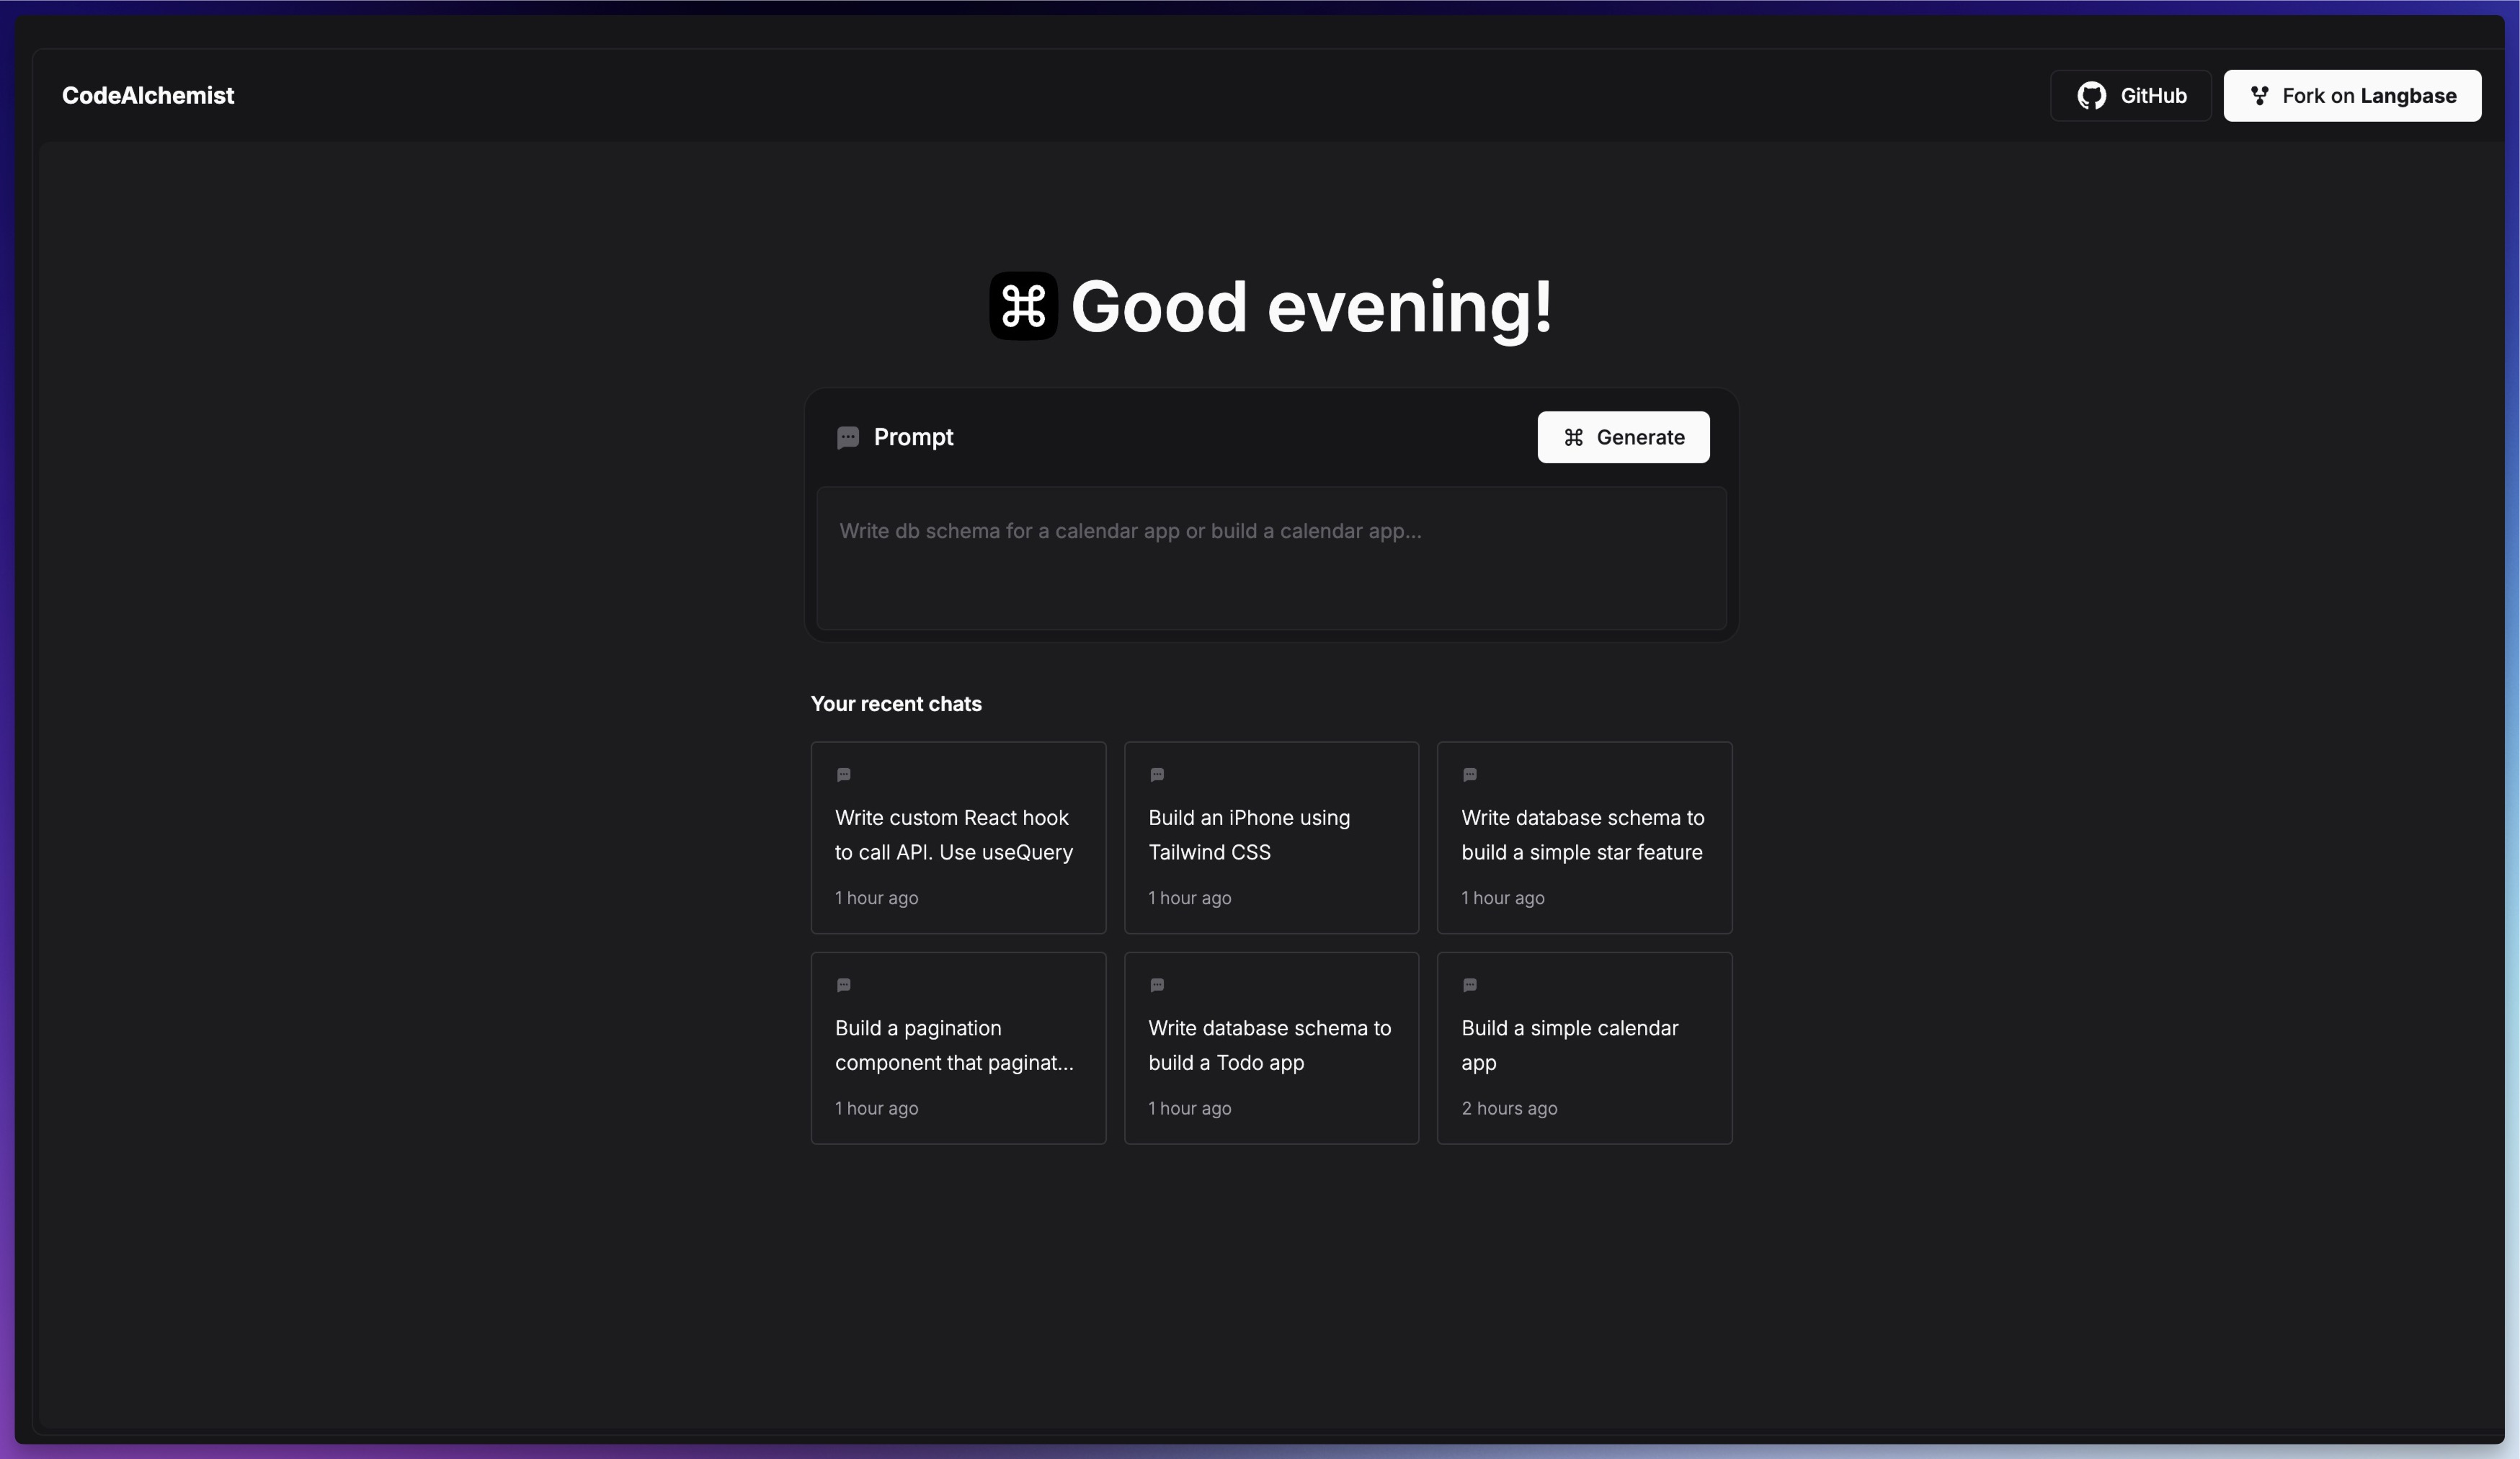 CodeAlchemist
GitHub
Fork on Langbase
Good evening!
Prompt
Generate
Write db schema for a calendar app or build a calendar app...
Your recent chats
Write custom React hook
to call API. Use useQuery
1 hour ago
Build an iPhone using
Tailwind CSS
1 hour ago
Write database schema to
build a simple star feature
1 hour ago
Build a pagination
component that paginat...
1 hour ago
Write database schema to
build a Todo app
1 hour ago
Build a simple calendar
app
2 hours ago